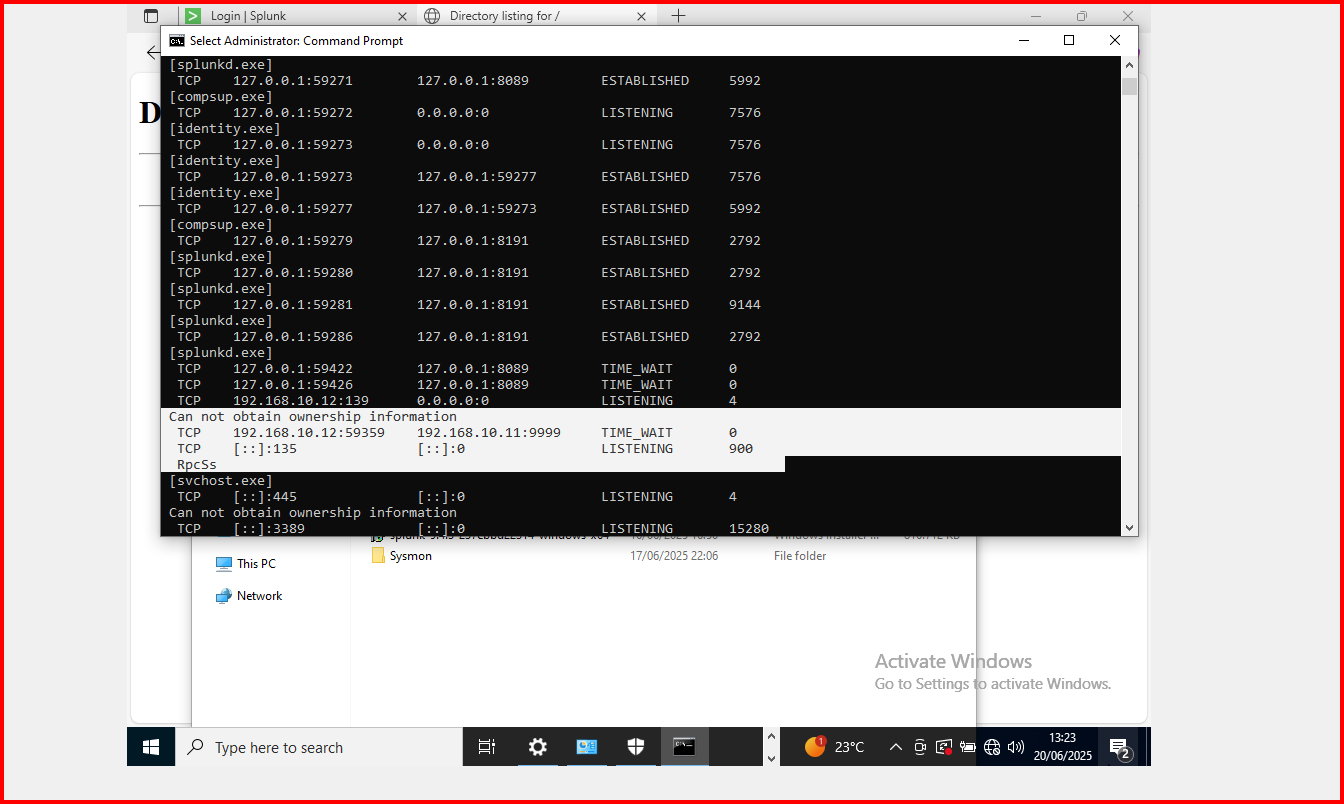 Login | Splunk
Directory listing for /
Select Administrator: Command Prompt
D
[splunkd.exe]
TCP 127.0.0.1:59271 127.0.0.1:8089 ESTABLISHED 5992
[compsup.exe]
TCP 127.0.0.1:59272 0.0.0.0:0 LISTENING 7576
[identity.exe]
TCP 127.0.0.1:59273 0.0.0.0:0 LISTENING 7576
[identity.exe]
TCP 127.0.0.1:59273 127.0.0.1:59277 ESTABLISHED 7576
[identity.exe]
TCP 127.0.0.1:59277 127.0.0.1:59273 ESTABLISHED 5992
[compsup.exe]
TCP 127.0.0.1:59279 127.0.0.1:8191 ESTABLISHED 2792
[splunkd.exe]
TCP 127.0.0.1:59280 127.0.0.1:8191 ESTABLISHED 2792
[splunkd.exe]
TCP 127.0.0.1:59281 127.0.0.1:8191 ESTABLISHED 9144
[splunkd.exe]
TCP 127.0.0.1:59286 127.0.0.1:8191 ESTABLISHED 2792
[splunkd.exe]
TCP 127.0.0.1:59422 127.0.0.1:8089 TIME_WAIT 0
TCP 127.0.0.1:59426 127.0.0.1:8089 TIME_WAIT 0
TCP 192.168.10.12:139 0.0.0.0:0 LISTENING 4
Can not obtain ownership information
TCP 192.168.10.12:59359 192.168.10.11:9999 TIME_WAIT 0
TCP [::]:135 [::]:0 LISTENING 900
RpcSs
[svchost.exe]
TCP [::]:445 [::]:0 LISTENING 4
Can not obtain ownership information
TCP [::]:3389 [::]:0 LISTENING 15280
Sysmon 17/06/2025 22:06 File folder
This PC
Network
Activate Windows
Go to Settings to activate Windows.
Type here to search
1
23°C
13:23
20/06/2025
2